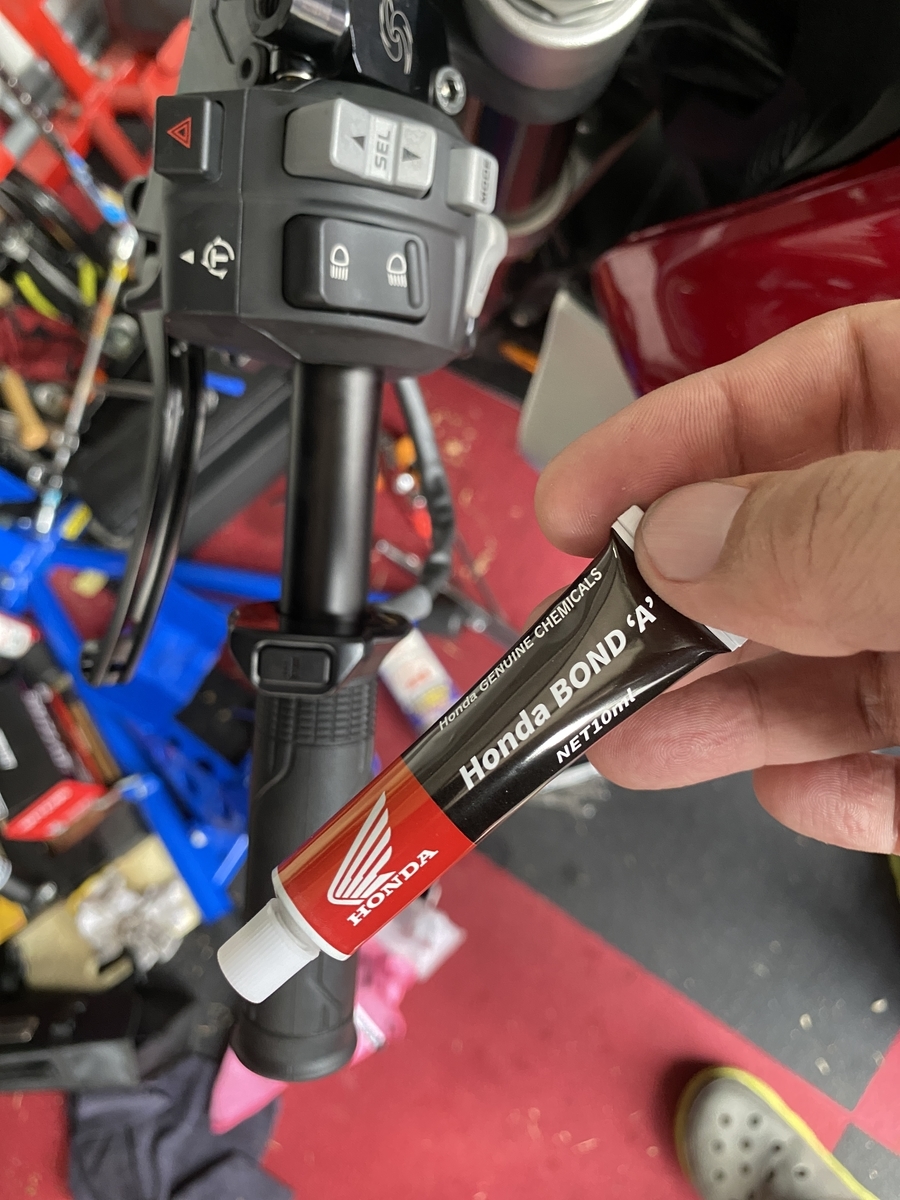 SEL
MODE
T
Honda GENUINE CHEMICALS
Honda BOND 'A'
NET10ml
HONDA